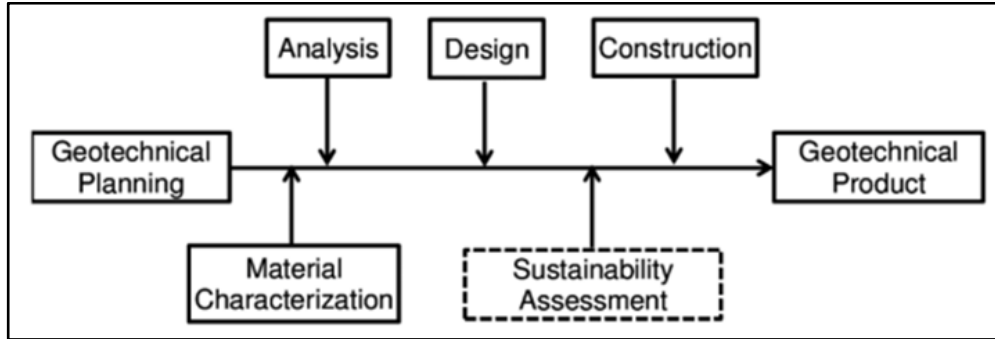 Analysis
Design
Construction
Geotechnical
Planning
Geotechnical
Product
Material
Characterization
Sustainability
Assessment